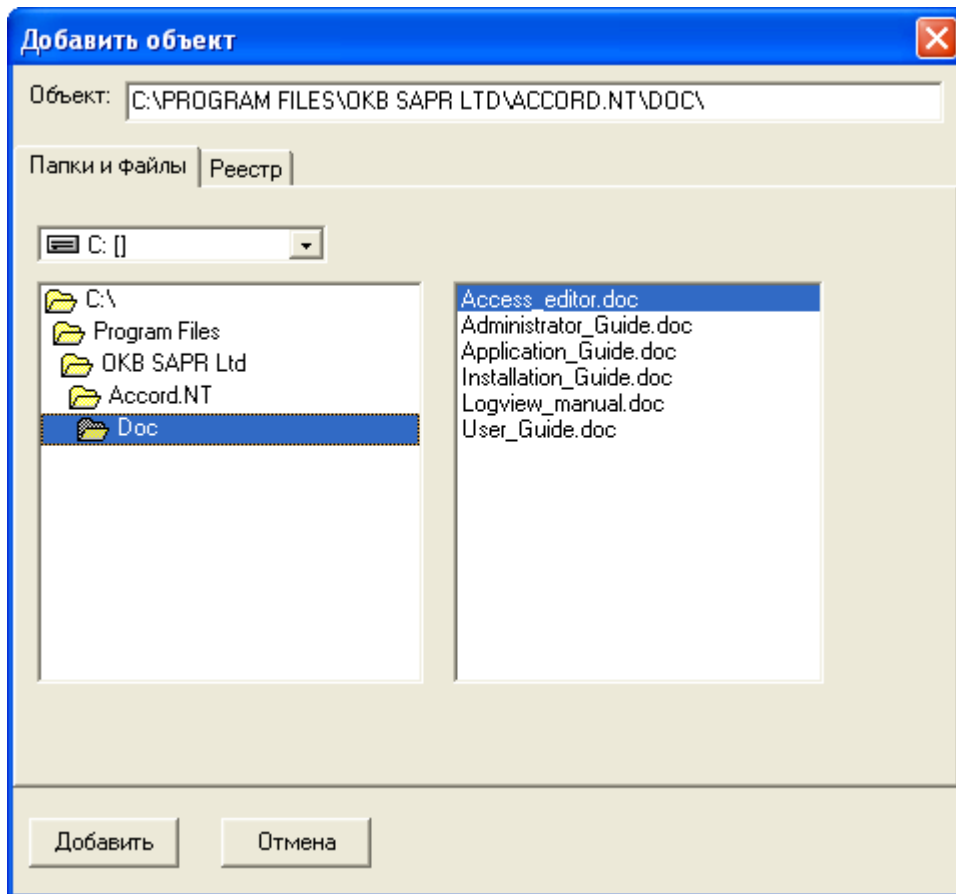 Добавить объект
Объект: C:\PROGRAM FILES\OKB SAPR LTD\ACCORD.NT\DOC\
Папки и файлы Реестр
C: []
C:\
Program Files
OKB SAPR Ltd
Accord.NT
Doc
Access_editor.doc
Administrator_Guide.doc
Application_Guide.doc
Installation_Guide.doc
Logview_manual.doc
User_Guide.doc
Добавить Отмена